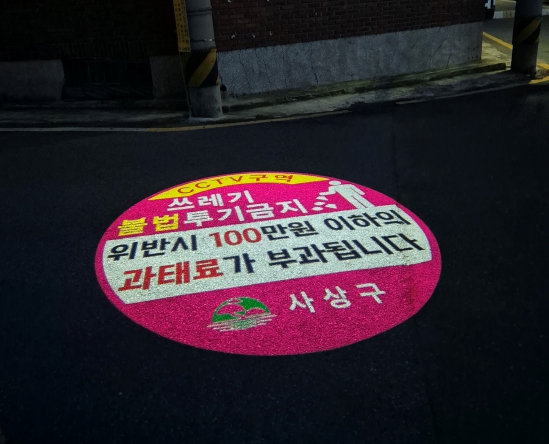 CCTV구역
쓰레기
불법투기금지
위반시 100만원 이하의
과태료가 부과됩니다
사상구